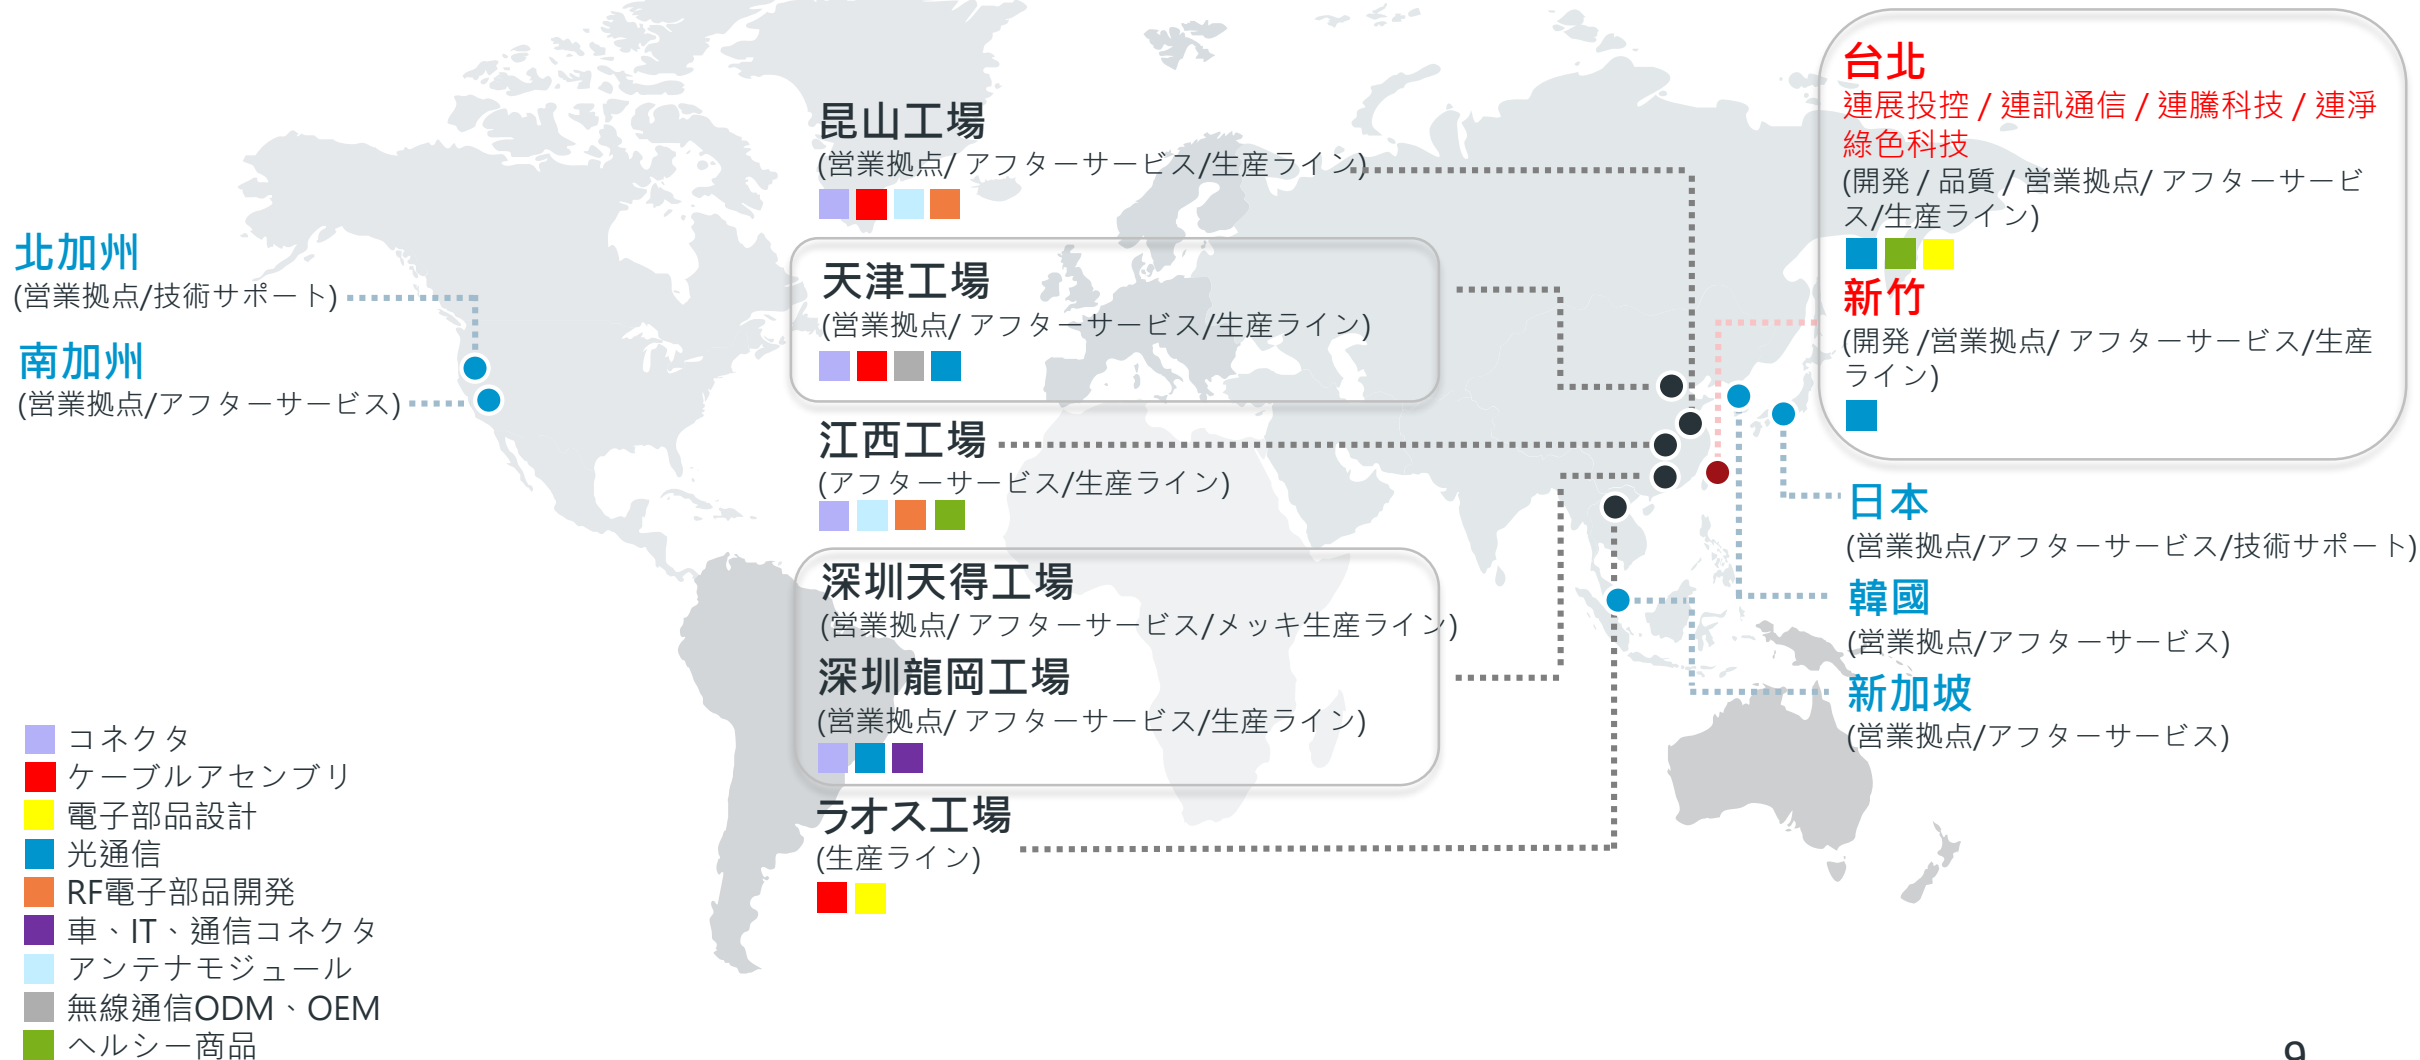 北加州
(営業拠点/技術サポート)
南加州
(営業拠点/アフターサービス)
昆山工場
(営業拠点/ アフターサービス/生産ライン)
天津工場
(営業拠点/ アフターサービス/生産ライン)
江西工場
(アフターサービス/生産ライン)
深圳天得工場
(営業拠点/ アフターサービス/メッキ生産ライン)
深圳龍岡工場
(営業拠点/ アフターサービス/生産ライン)
ラオス工場
(生産ライン)
台北
連展投控 / 連訊通信 / 連騰科技 / 連淨
綠色科技
(開発 / 品質 / 営業拠点/ アフターサービ
ス/生産ライン)
新竹
(開発 /営業拠点/ アフターサービス/生産
ライン)
日本
(営業拠点/アフターサービス/技術サポート)
韓國
(営業拠点/アフターサービス)
新加坡
(営業拠点/アフターサービス)
コネクタ
ケーブルアセンブリ
電子部品設計
光通信
RF電子部品開発
車、IT、通信コネクタ
アンテナモジュール
無線通信ODM、OEM
ヘルシー商品
9